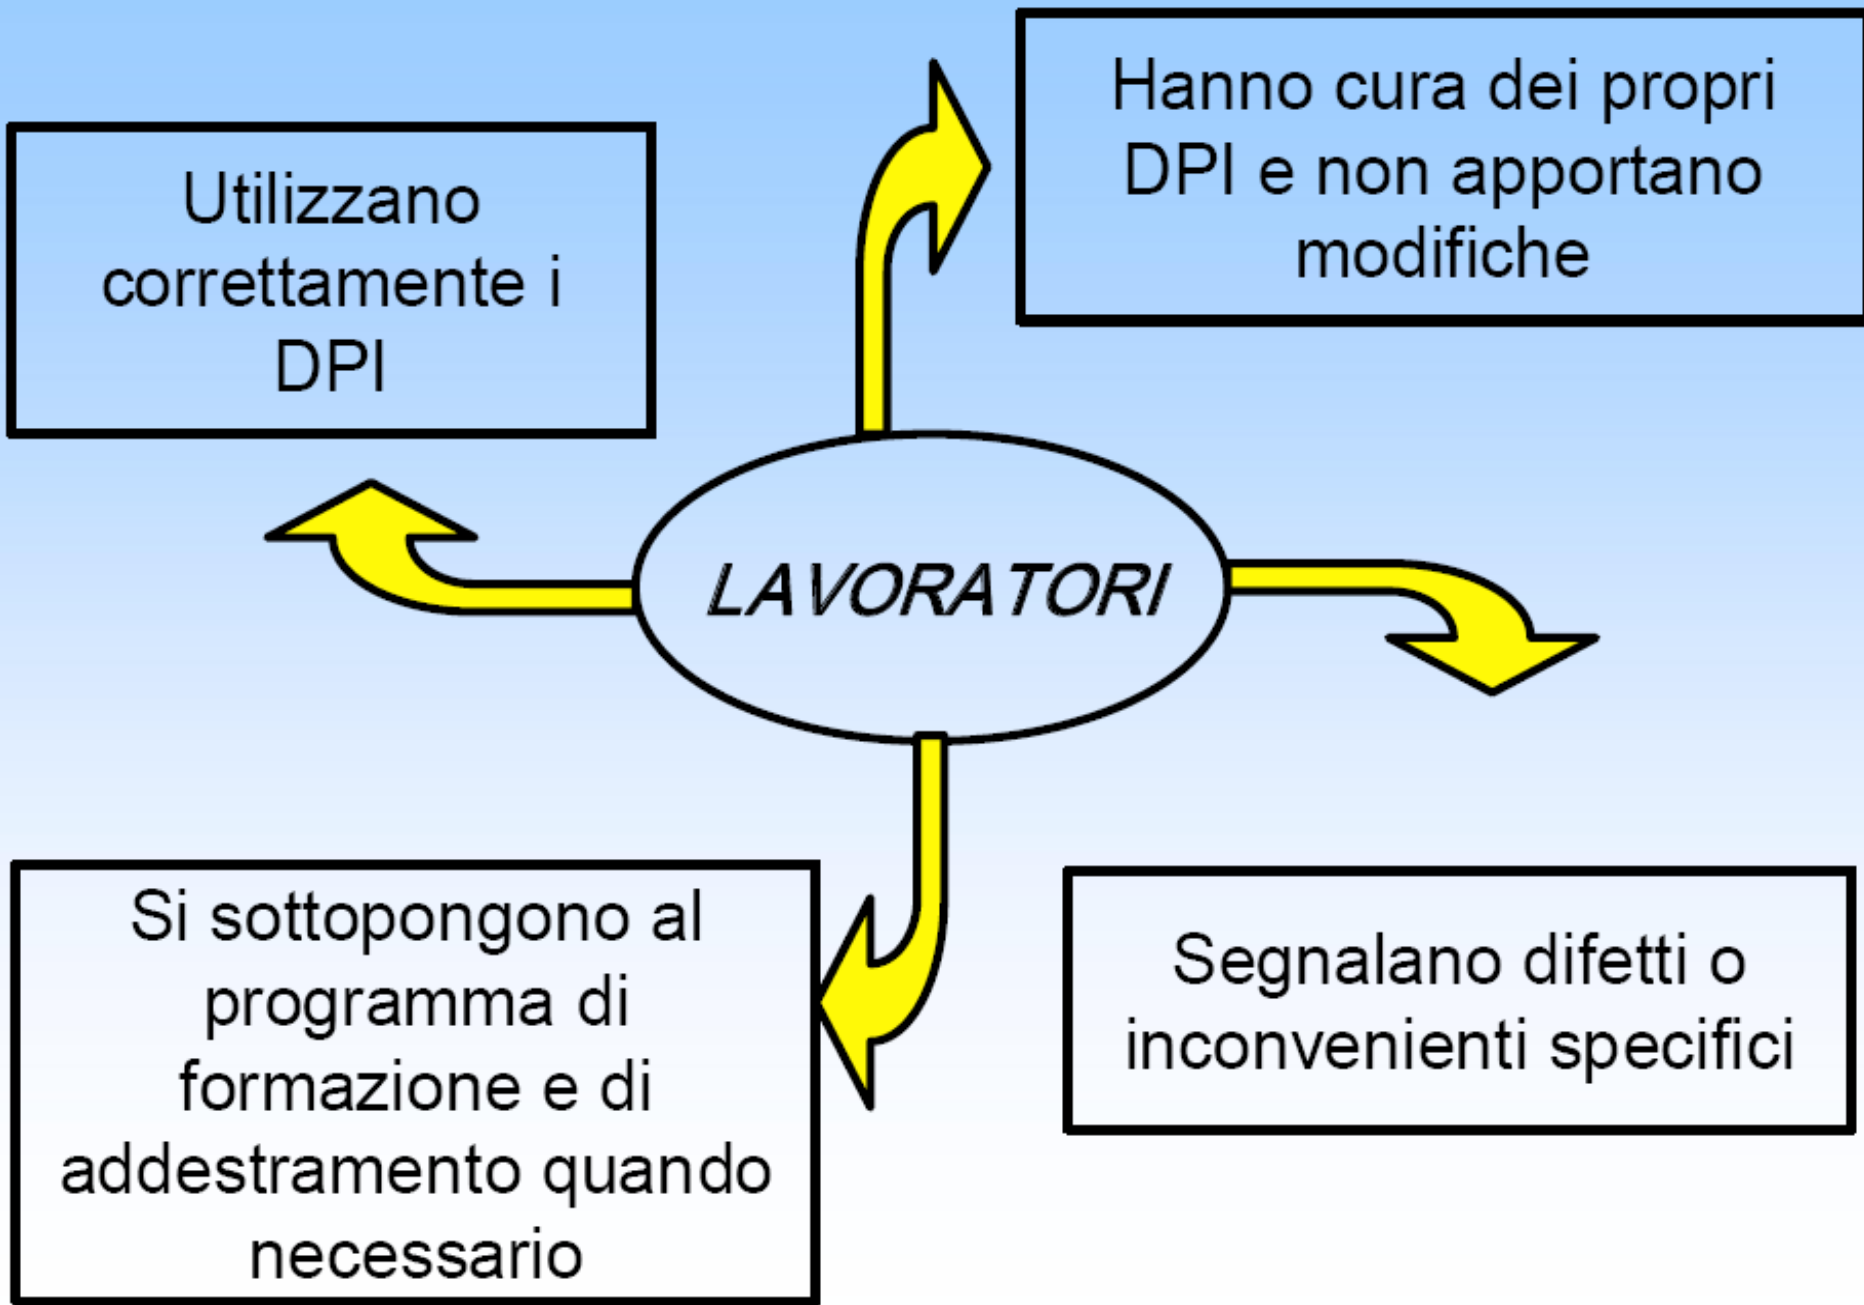 Utilizzano
correttamente i
DPI
Hanno cura dei propri
DPI e non apportano
modifiche
LAVORATORI
Si sottopongono al
programma di
formazione e di
addestramento quando
necessario
Segnalano difetti o
inconvenienti specifici